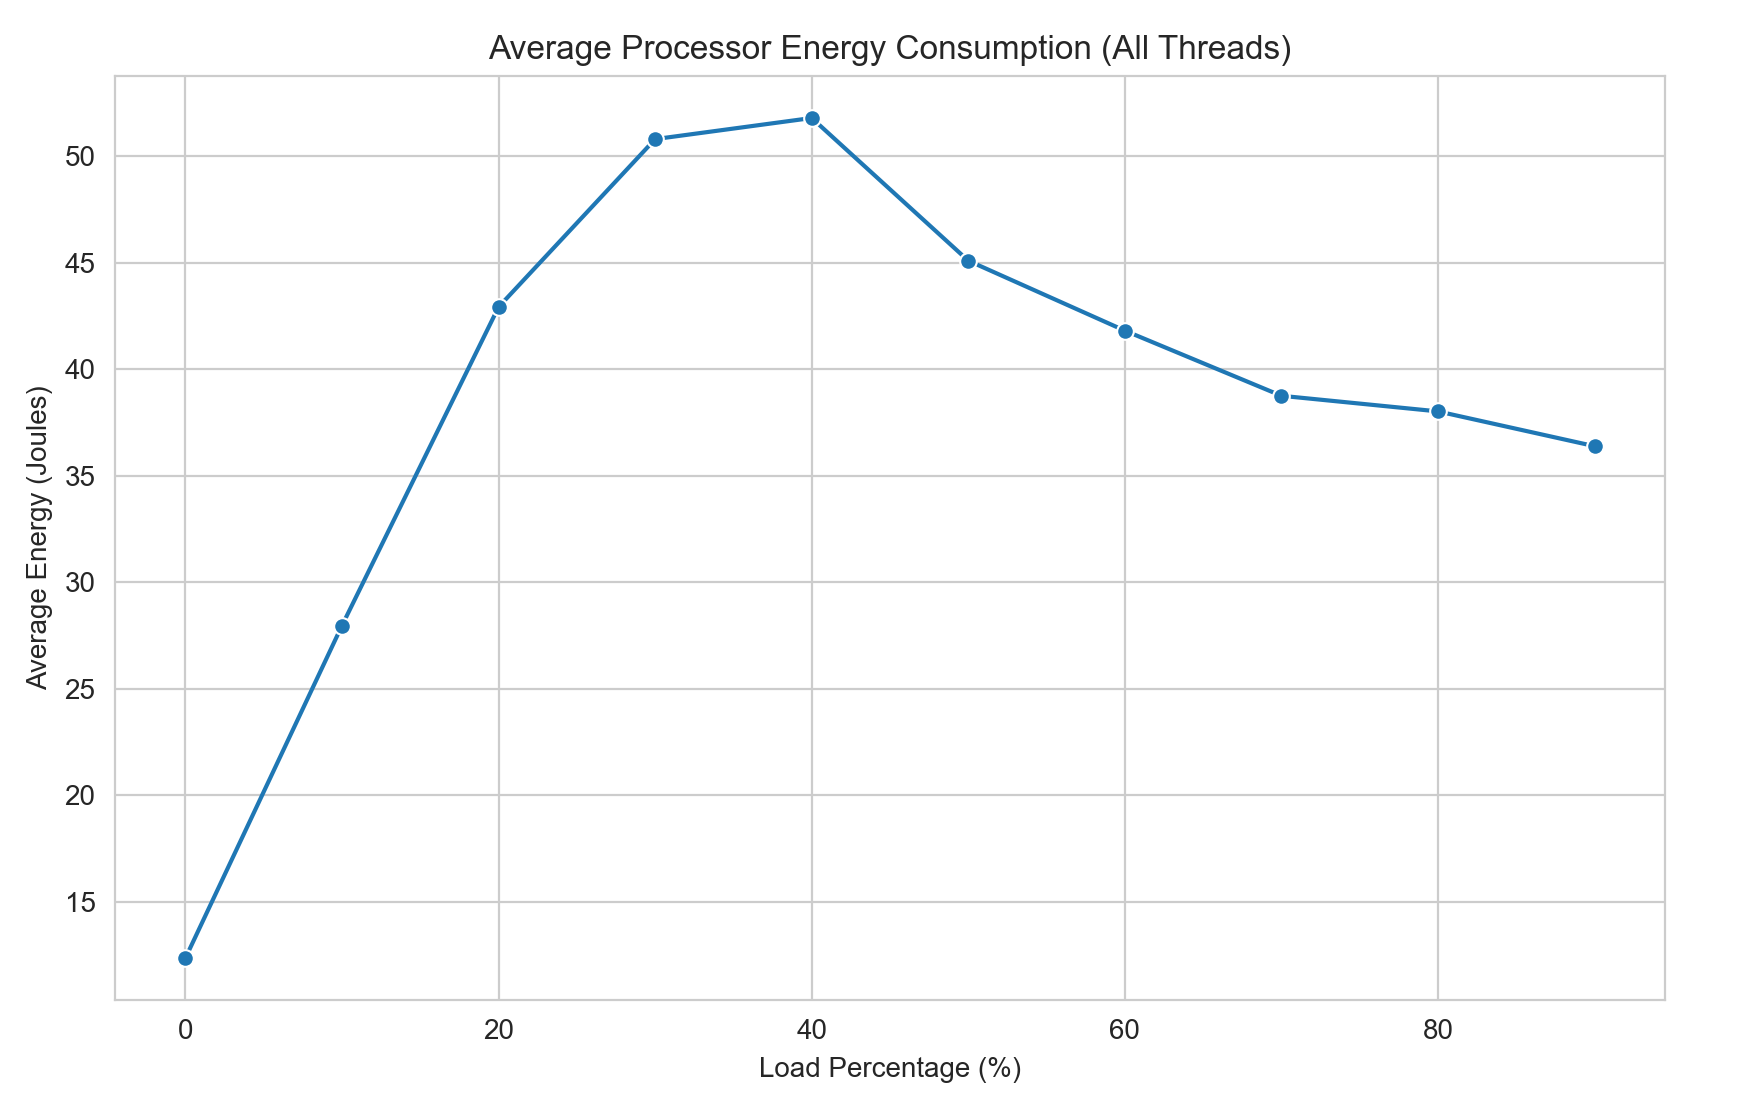 Average Processor Energy Consumption (All Threads)
Average Energy (Joules)
50
45
40
35
30
25
20
15
0 20 40 60 80
Load Percentage (%)